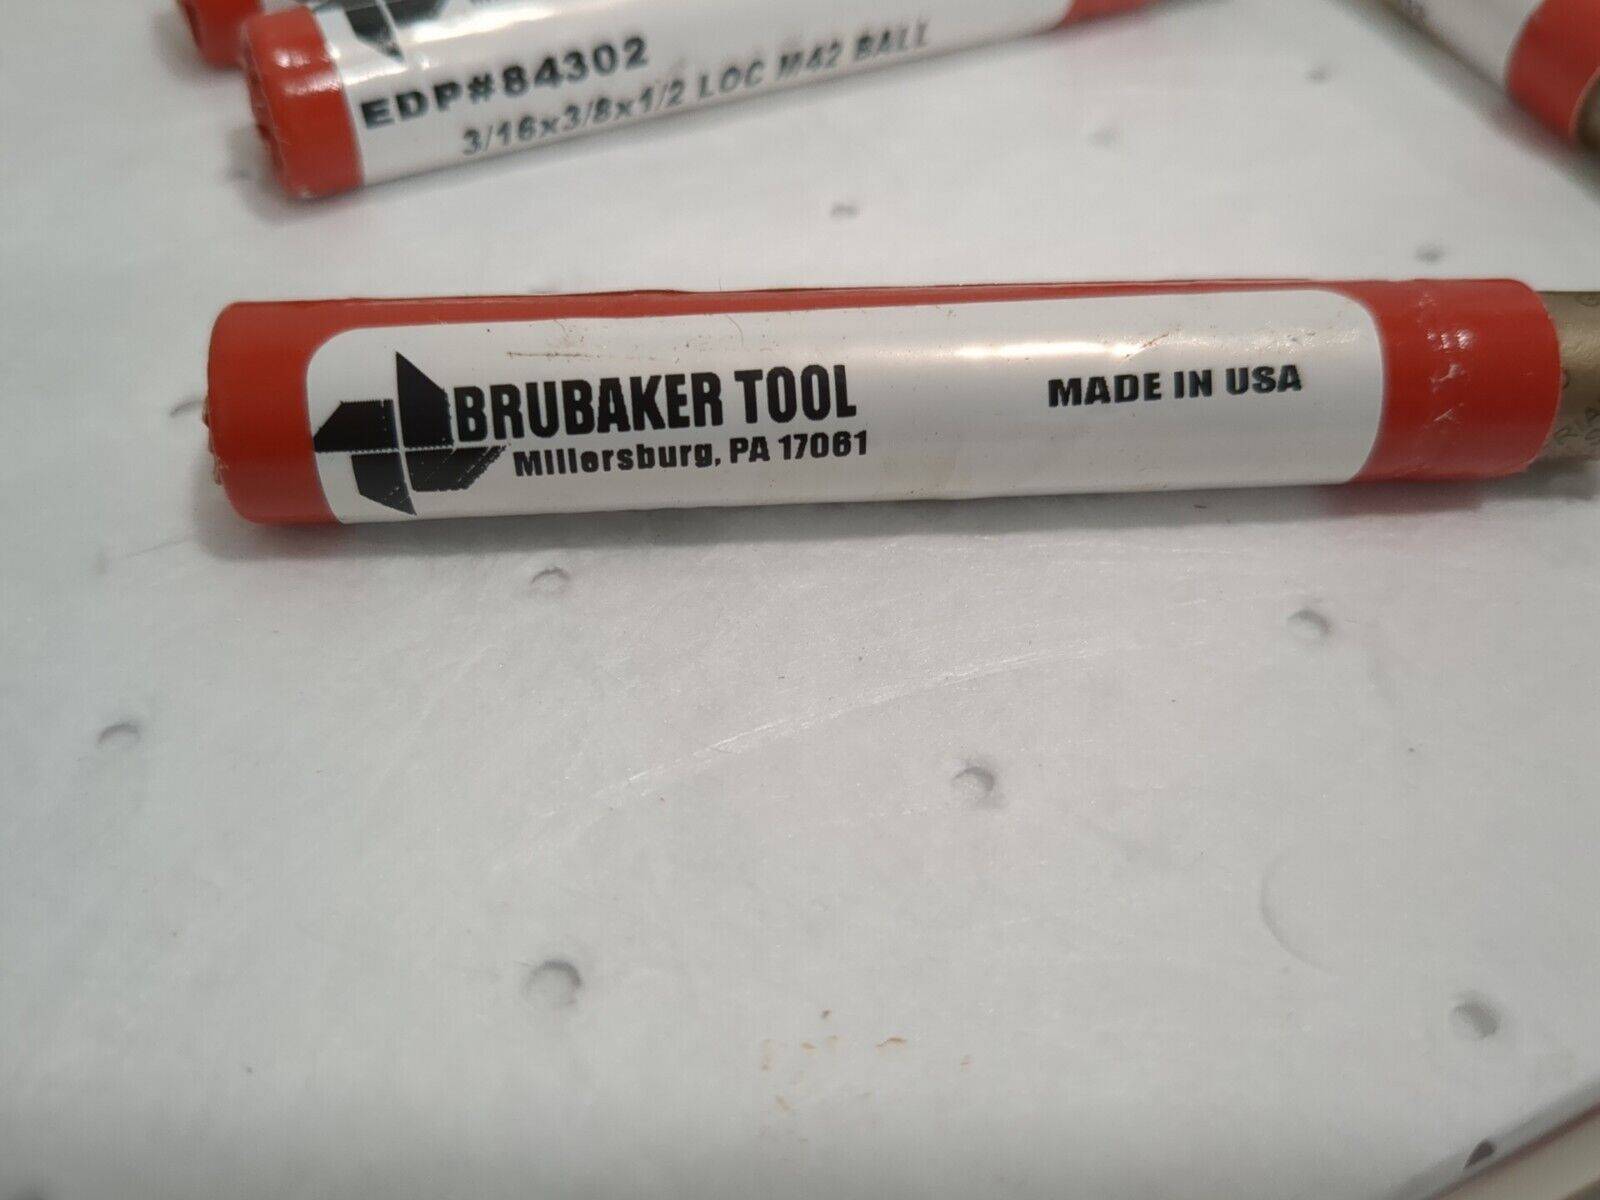 EDP#84302
3/16x3/8x1/2 LOC M42 BALL
BRUBAKER TOOL
Millersburg, PA 17061
MADE IN USA